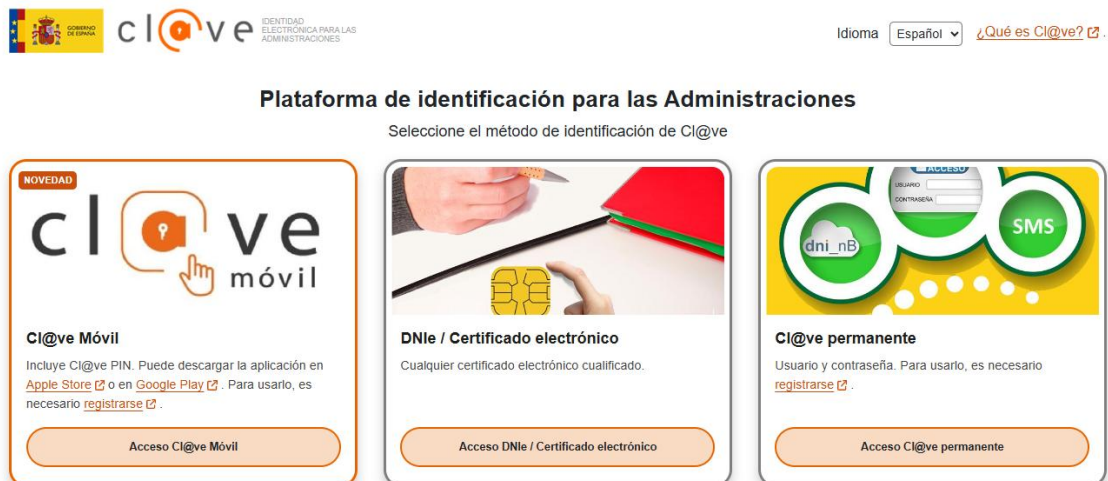 GOBIERNO
DE ESPAÑA
cl@ve
IDENTIDAD
ELECTRÓNICA PARA LAS
ADMINISTRACIONES
Idioma
Español
¿Qué es Cl@ve? .
Plataforma de identificación para las Administraciones
Seleccione el método de identificación de Cl@ve
NOVEDAD
cl@ve
móvil
Cl@ve Móvil
Incluye Cl@ve PIN. Puede descargar la aplicación en
Apple Store o en Google Play . Para usarlo, es
necesario registrarse .
Acceso Cl@ve Móvil
DNIe / Certificado electrónico
Cualquier certificado electrónico cualificado.
Acceso DNIe / Certificado electrónico
ACCESO
USUARIO
CONTRASEÑA
dni_nB
SMS
Cl@ve permanente
Usuario y contraseña. Para usarlo, es necesario
registrarse .
Acceso Cl@ve permanente